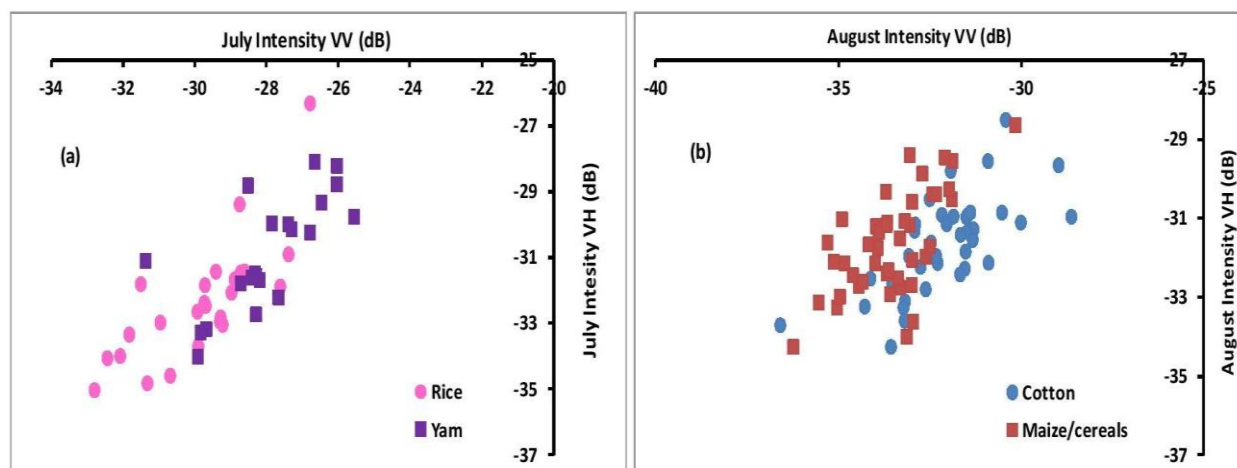 July Intensity VV (dB)
25
-34 -32 -30 -28 -26 -24 -22 -20
-27
(a)
-29
-31
-33
-35
-37
July Intesity VH (dB)
Rice
Yam
August Intensity VV (dB)
27
-40 -35 -30 -25
-29
(b)
-31
-33
-35
-37
August Intensity VH (dB)
Cotton
Maize/cereals